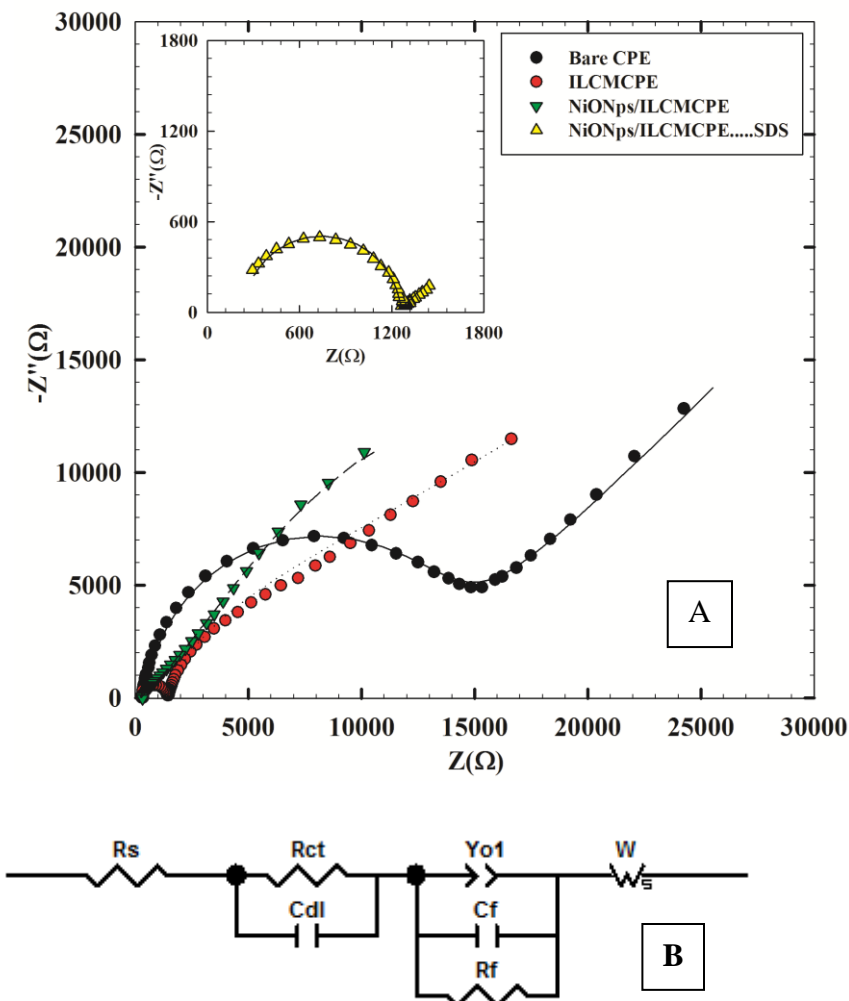 30000
25000
20000
15000
10000
5000
0
-Z"(Ω)
1800
1200
600
0
-Z"(Ω)
0 600 1200 1800
Z(Ω)
Bare CPE
ILCMCPE
NiONps/ILCMCPE
NiONps/ILCMCPE.....SDS
A
0 5000 10000 15000 20000 25000 30000
Z(Ω)
Rs Rct Yo1 W
s
Cdl Cf
B
Rf